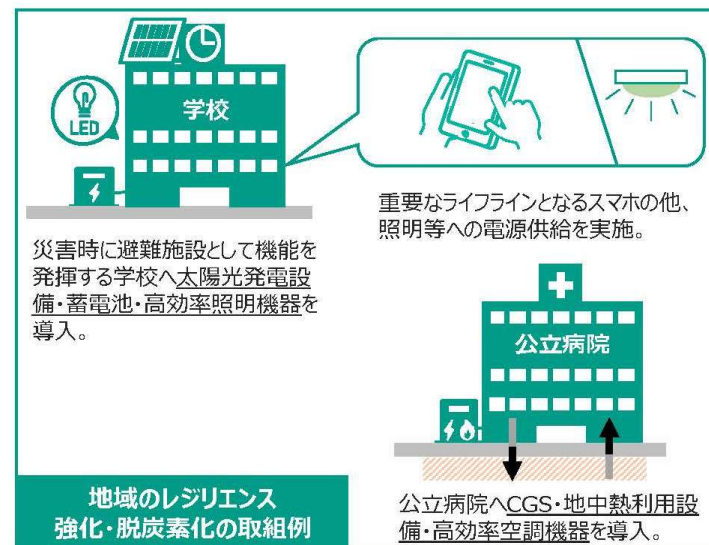 学校
LED
災害時に避難施設として機能を
発揮する学校へ太陽光発電設
備・蓄電池・高効率照明機器を
導入。
重要なライフラインとなるスマホの他、
照明等への電源供給を実施。
公立病院
公立病院へCGS・地中熱利用設
備・高効率空調機器を導入。
地域のレジリエンス
強化・脱炭素化の取組例